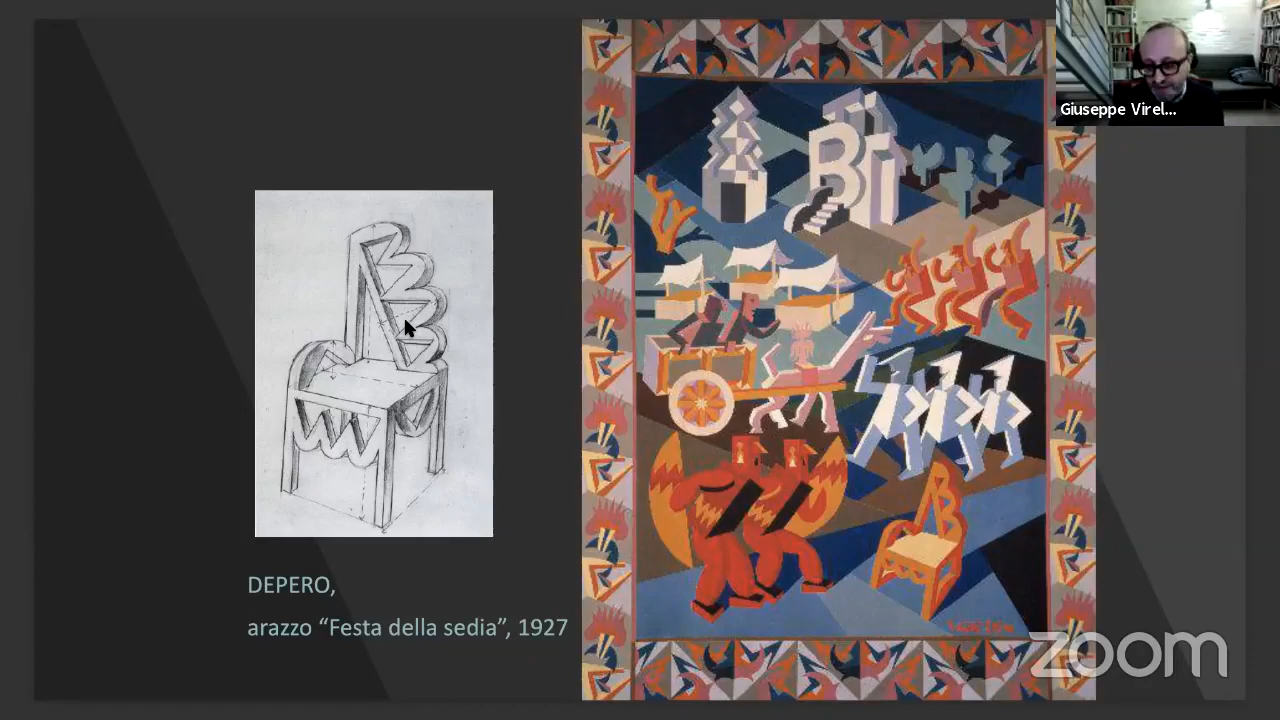 Giuseppe Virel...
B
DEPERO,
arazzo “Festa della sedia”, 1927
zoom